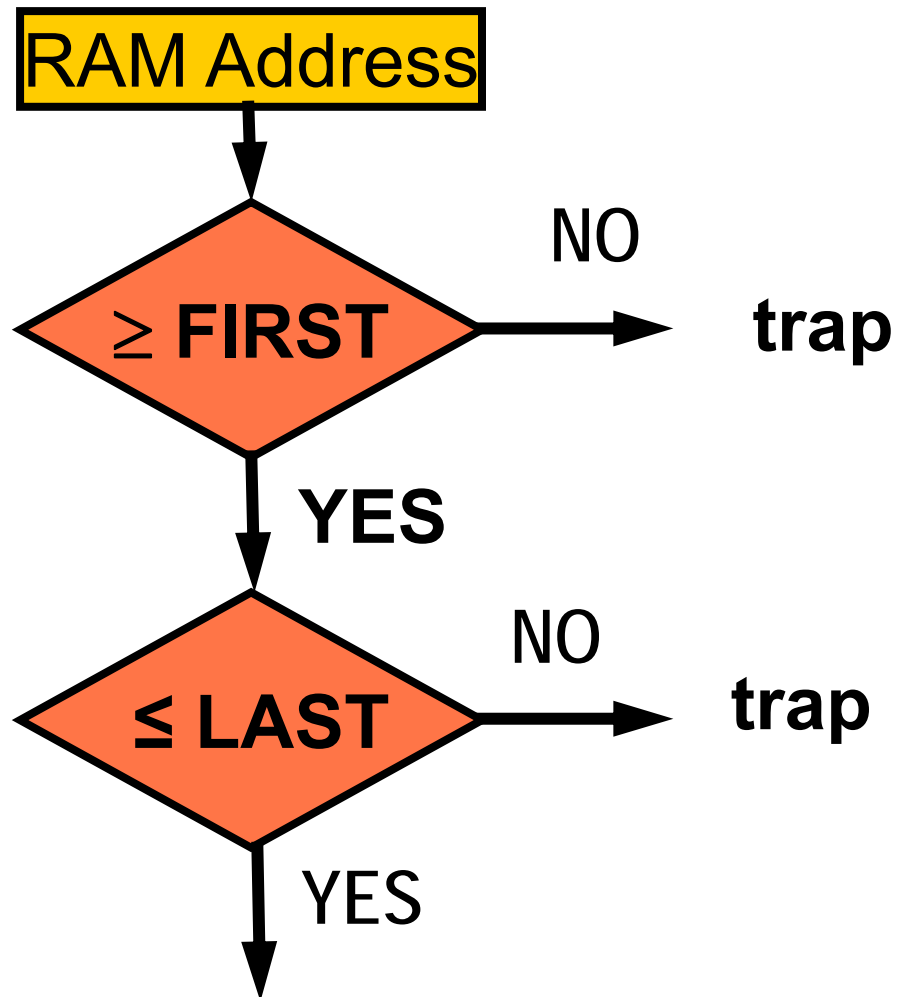 RAM Address
NO
≥ FIRST
trap
YES
NO
≤ LAST
trap
YES